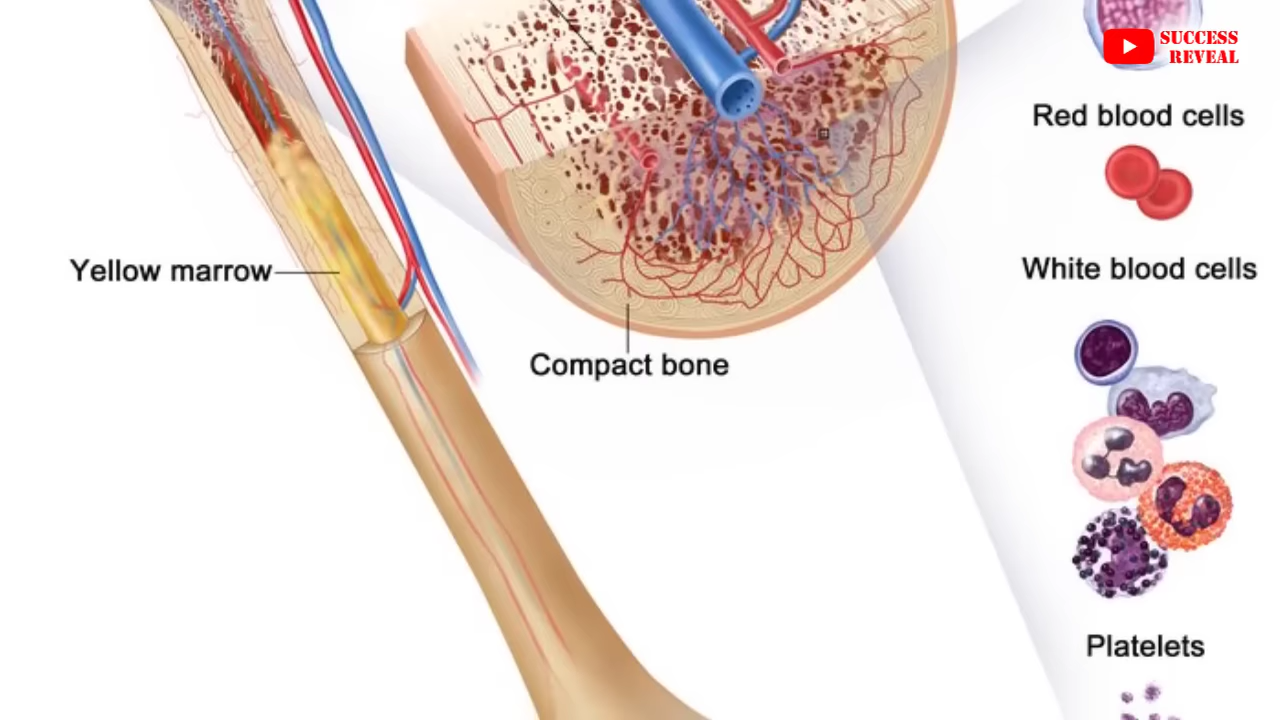 SUCCESS
REVEAL
Red blood cells
White blood cells
Yellow marrow
Compact bone
Platelets